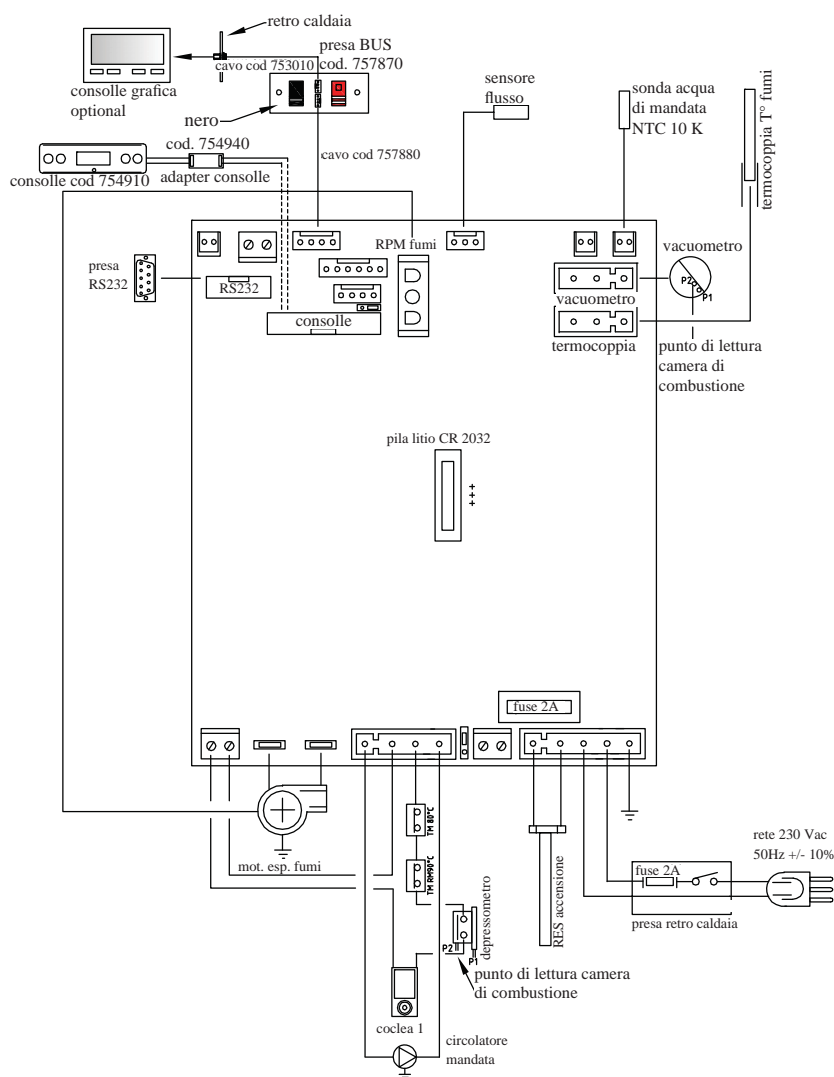 retro caldaia
cavo cod 753010
presa BUS
cod. 757870
consolle grafica
optional
nero
sensore
flusso
sonda acqua
di mandata
NTC 10 K
termocoppia T° fumi
cod. 754940
cavo cod 757880
consolle cod 754910
adapter consolle
RPM fumi
vacuometro
presa
RS232
RS232
P2
P1
vacuometro
consolle
termocoppia
punto di lettura
camera di
combustione
pila litio CR 2032
+++
fuse 2A
TM 80°C
rete 230 Vac
50Hz +/- 10%
mot. esp. fumi
TM RM90°C
fuse 2A
RES accensione
presa retro caldaia
depressometro
P2
P1
punto di lettura camera
di combustione
coclea 1
circolatore
mandata